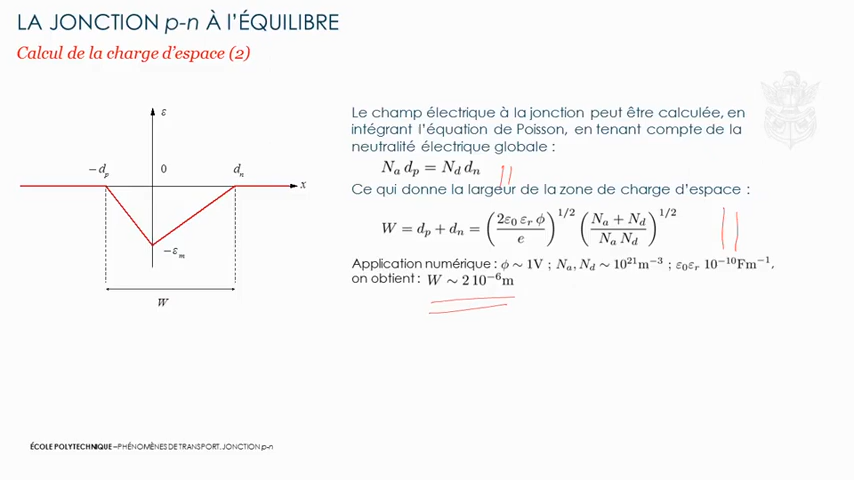 LA JONCTION p-n À L'ÉQUILIBRE
Calcul de la charge d'espace (2)
ε
−d_p
0
d_n
x
−ε_m
W
Le champ électrique à la jonction peut être calculée, en
intégrant l'équation de Poisson, en tenant compte de la
neutralité électrique globale :
N_a d_p = N_d d_n
Ce qui donne la largeur de la zone de charge d'espace :
W = d_p + d_n = (2ε_0 ε_r ϕ / e)^{1/2} (N_a + N_d / N_a N_d)^{1/2}
Application numérique : ϕ ∼ 1V ; N_a, N_d ∼ 10^{21}m^{−3} ; ε_0ε_r 10^{−10}Fm^{−1},
on obtient : W ∼ 2 10^{−6}m
ÉCOLE POLYTECHNIQUE – PHÉNOMÈNES DE TRANSPORT. JONCTION p-n